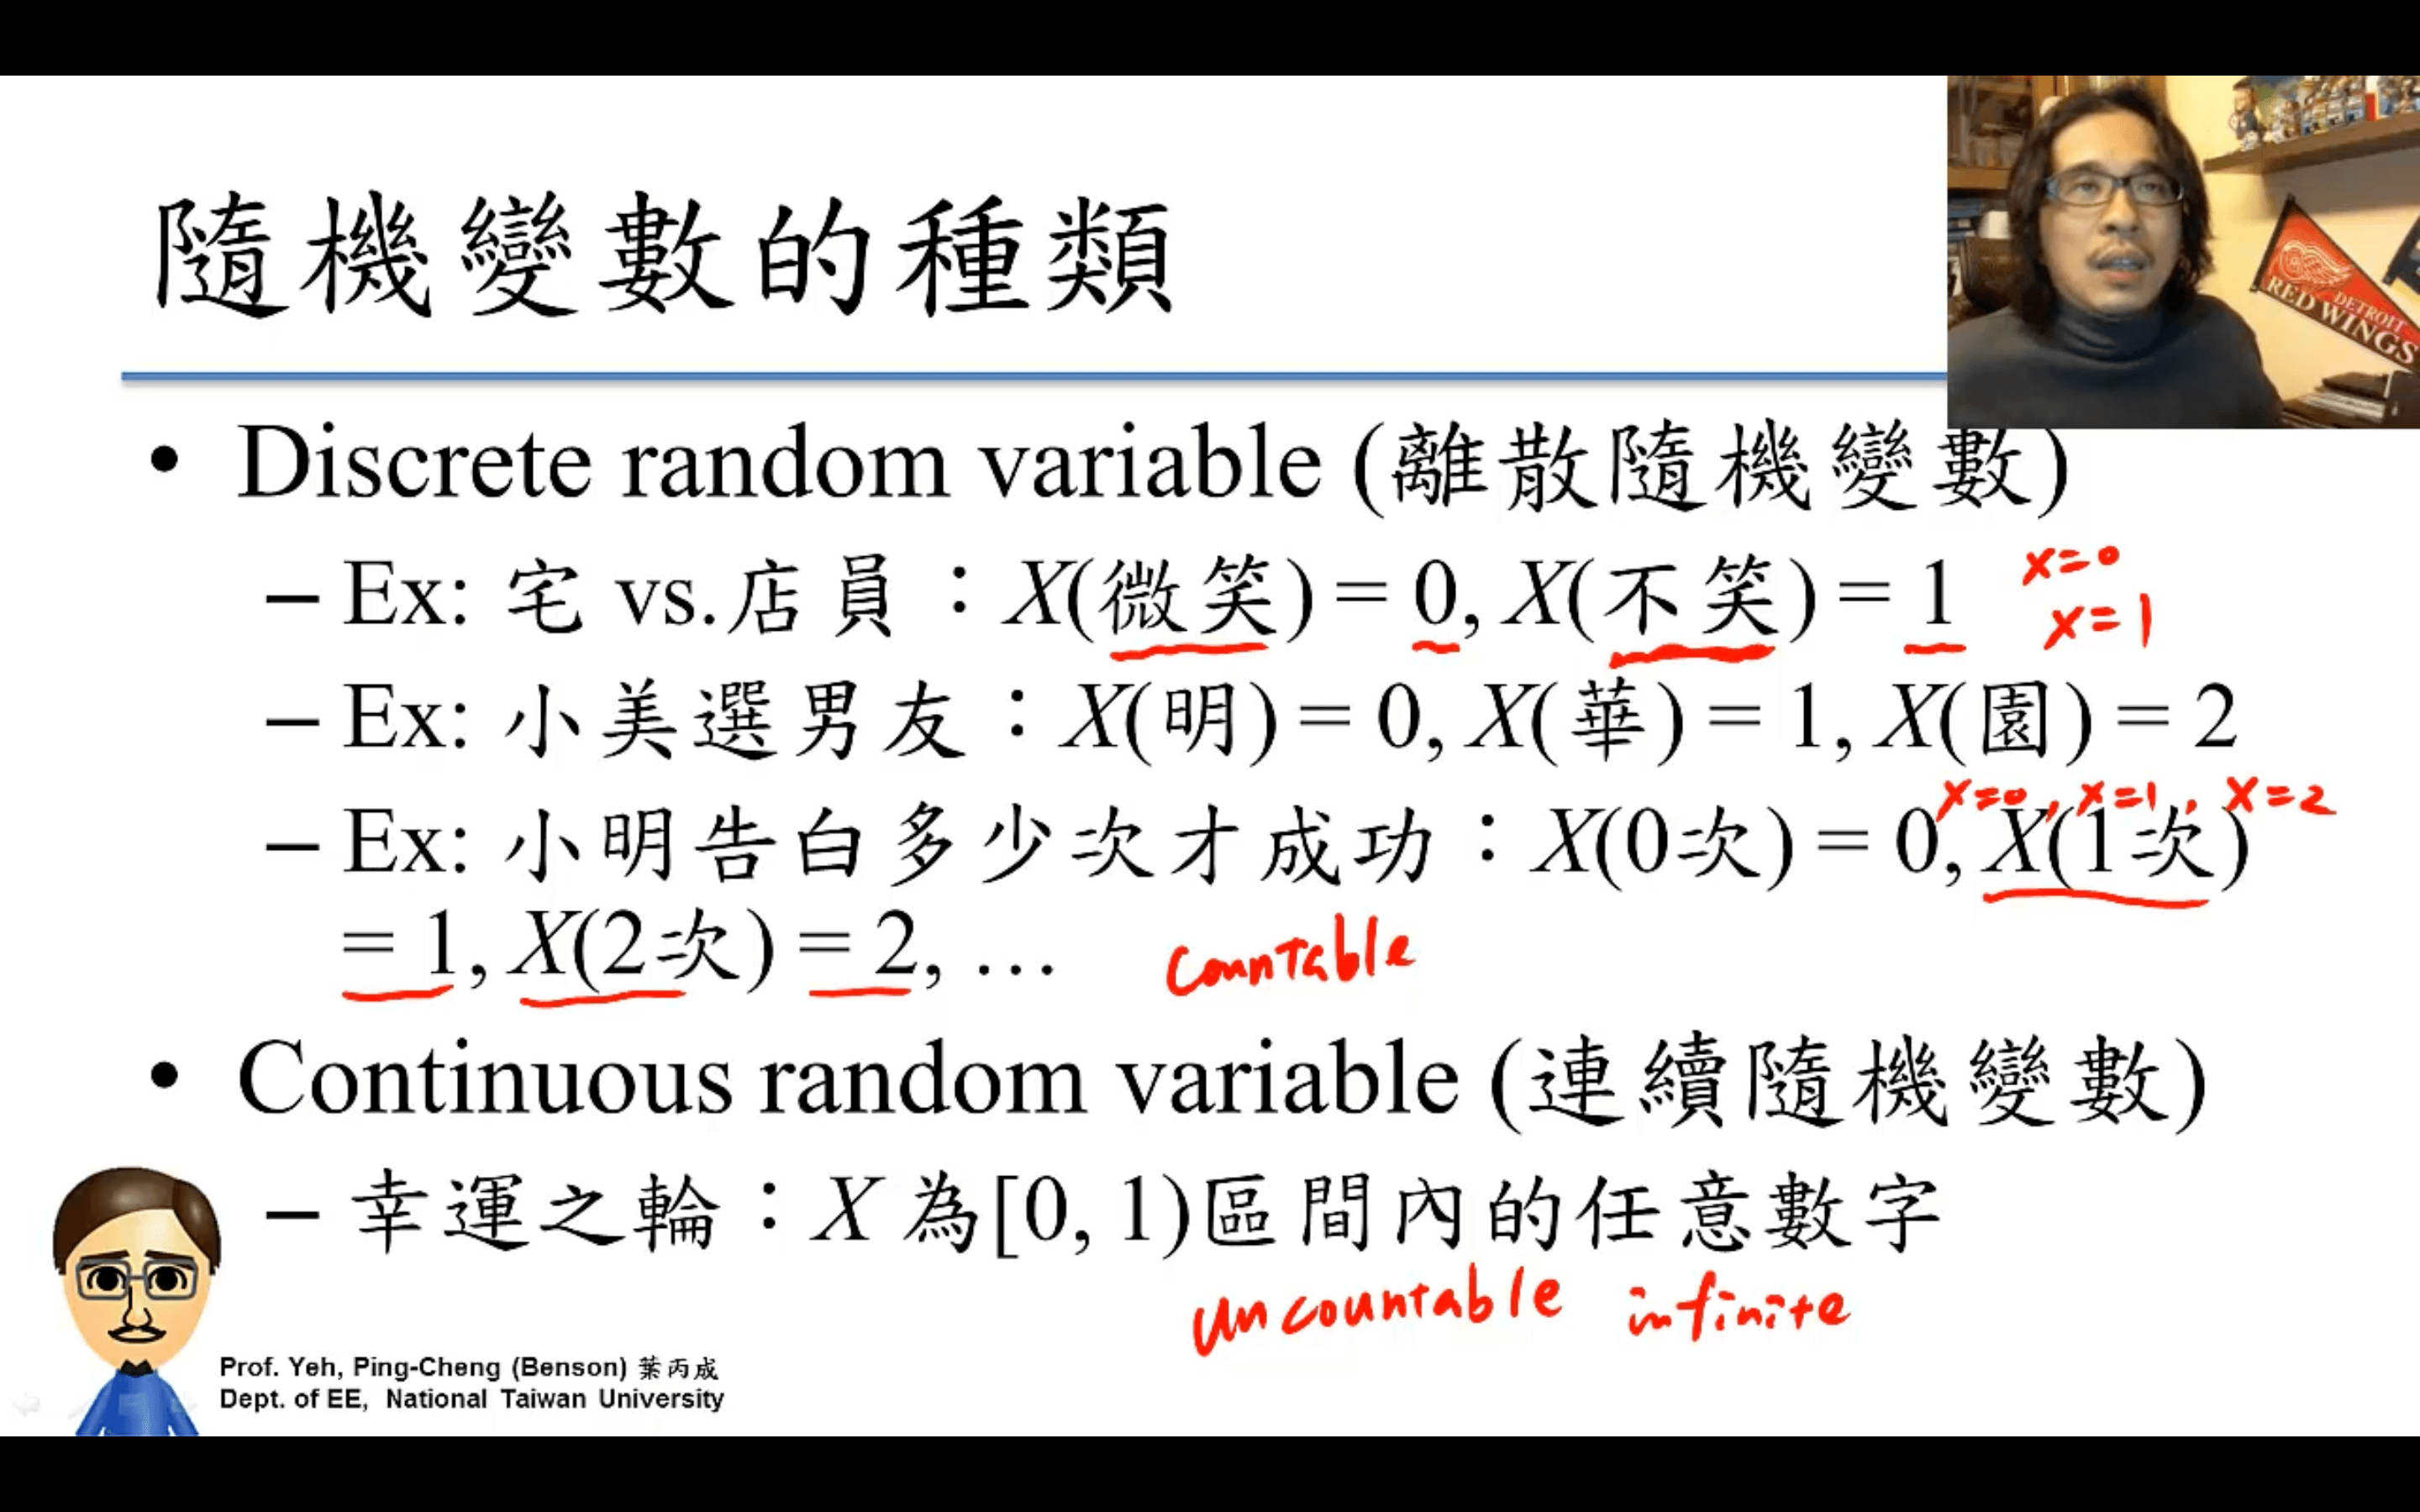 隨機變數的種類
DETROIT
RED WINGS
• Discrete random variable (離散隨機變數)
– Ex: 宅 vs.店員：X(微笑) = 0, X(不笑) = 1
x=0
x=1
– Ex: 小美選男友：X(明) = 0, X(華) = 1, X(園) = 2
x=0, x=1, x=2
– Ex: 小明告白多少次才成功：X(0次) = 0, X(1次)
= 1, X(2次) = 2, …
countable
• Continuous random variable (連續隨機變數)
– 幸運之輪：X 為[0, 1)區間內的任意數字
uncountable infinite
Prof. Yeh, Ping-Cheng (Benson) 葉丙成
Dept. of EE, National Taiwan University